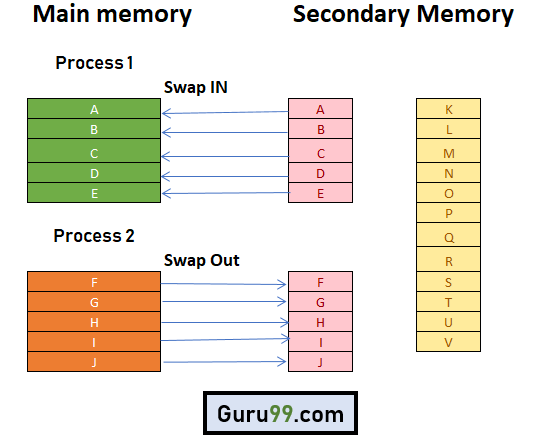 Main memory
Secondary Memory
Process 1
Swap IN
A
B
C
D
E
A
B
C
D
E
Process 2
Swap Out
F
G
H
I
J
F
G
H
I
J
K
L
M
N
O
P
Q
R
S
T
U
V
Guru99.com